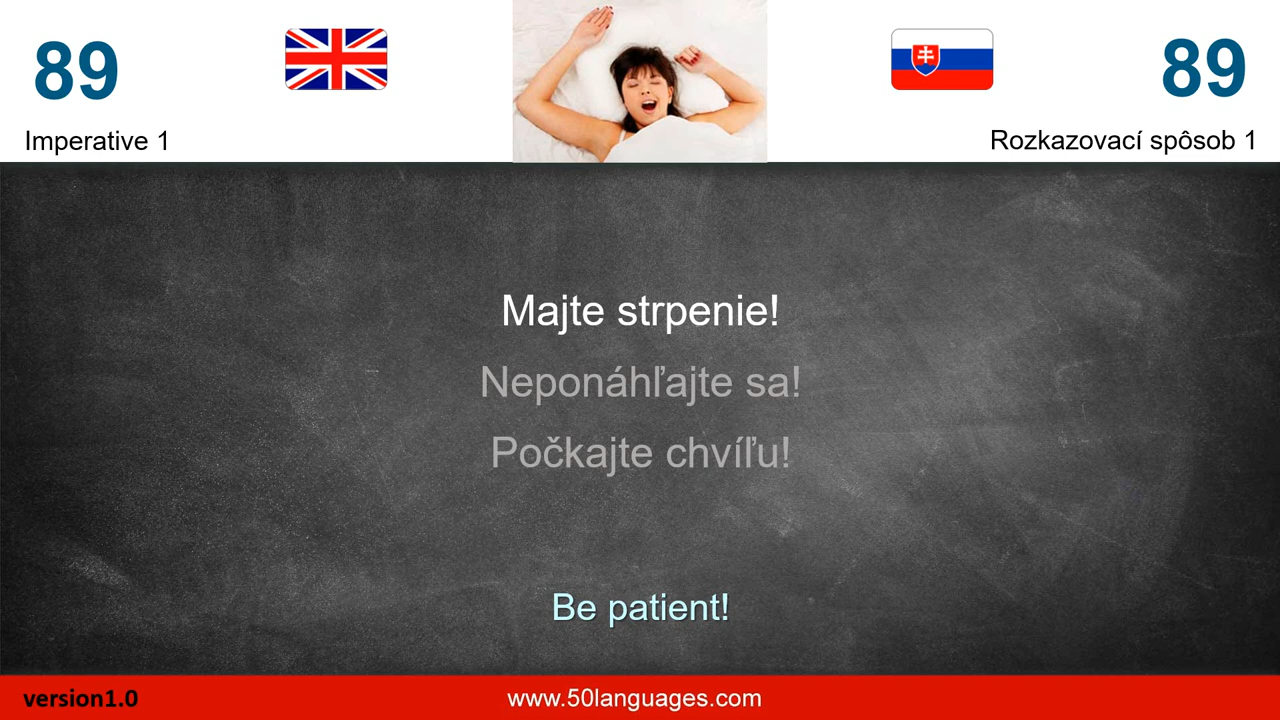 89
89
Imperative 1
Rozkazovací spôsob 1
Majte strpenie!
Neponáhľajte sa!
Počkajte chvíľu!
Be patient!
version1.0
www.50languages.com